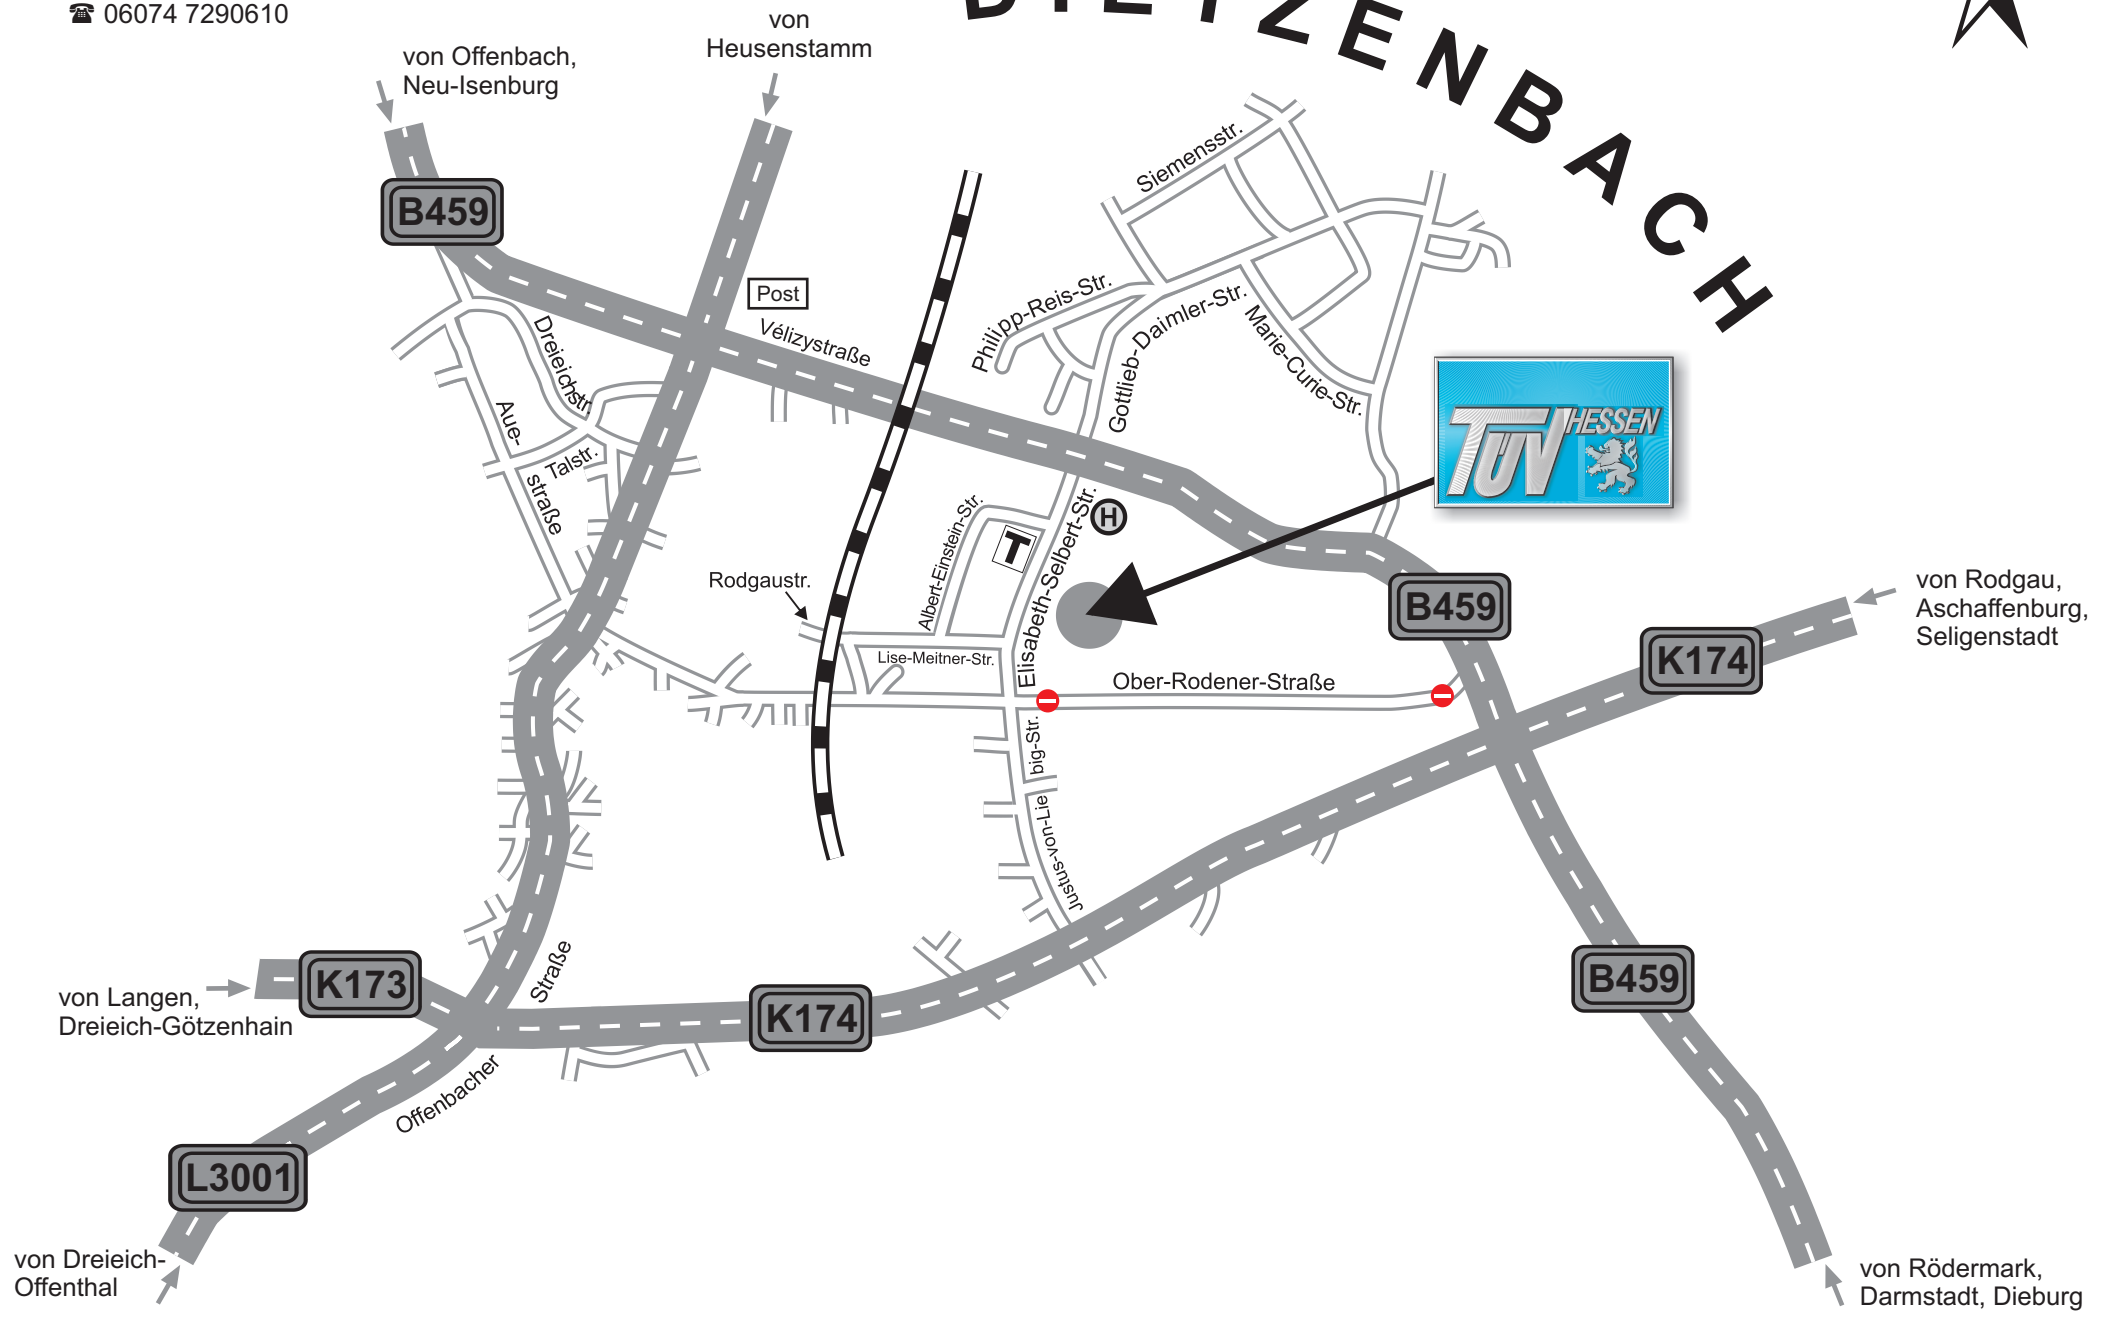 ☎ 06074 7290610
DIETZENBACH
von
Heusenstamm
von Offenbach,
Neu-Isenburg
B459
Siemensstr.
Post
Vélizystraße
Philipp-Reis-Str.
Gottlieb-Daimler-Str.
Marie-Curie-Str.
Dreieichstr.
Aue-
straße
Talstr.
TÜV HESSEN
H
T
Albert-Einstein-Str.
Elisabeth-Selbert-Str.
Rodgaustr.
Lise-Meitner-Str.
Ober-Rodener-Straße
B459
K174
von Rodgau,
Aschaffenburg,
Seligenstadt
big-Str.
Justus-von-Lie
Straße
Offenbacher
K173
von Langen,
Dreieich-Götzenhain
K174
B459
L3001
von Dreieich-
Offenthal
von Rödermark,
Darmstadt, Dieburg